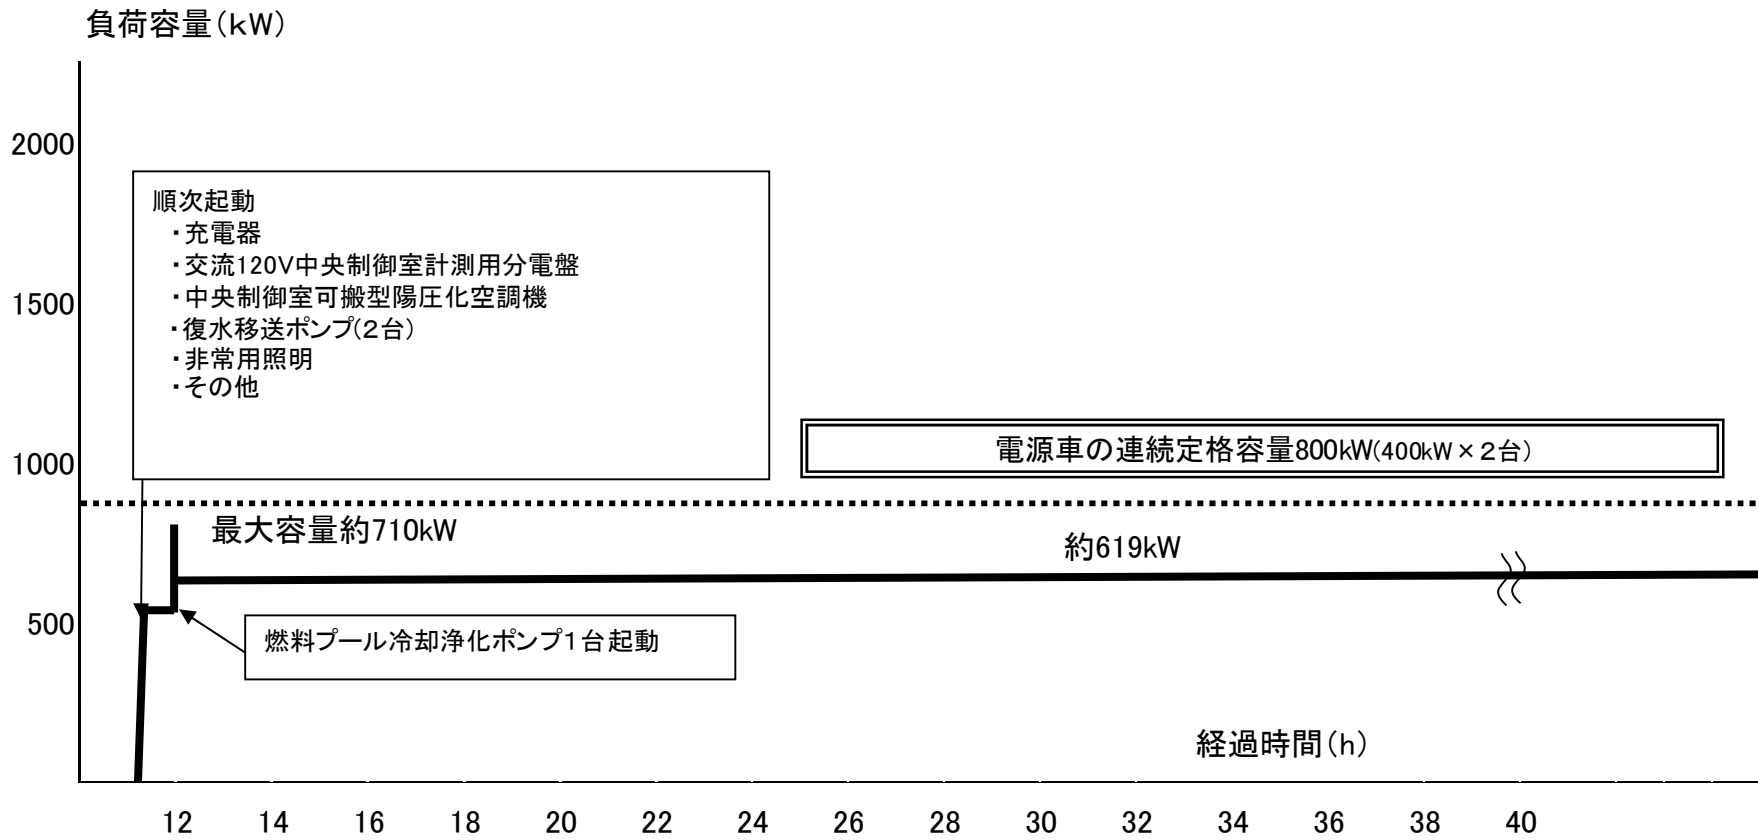 負荷容量(kW)
2000
1500
1000
500
順次起動
・充電器
・交流120V中央制御室計測用分電盤
・中央制御室可搬型陽圧化空調機
・復水移送ポンプ(2台)
・非常用照明
・その他
電源車の連続定格容量800kW(400kW×2台)
最大容量約710kW
約619kW
燃料プール冷却浄化ポンプ1台起動
経過時間(h)
12 14 16 18 20 22 24 26 28 30 32 34 36 38 40